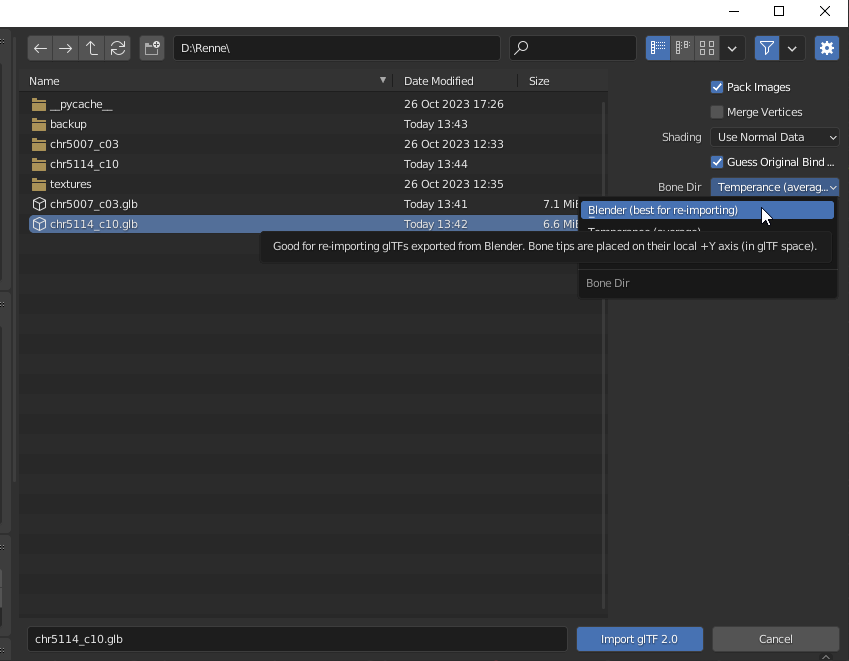 D:\Renne\
Name Date Modified Size
__pycache__ 26 Oct 2023 17:26
backup Today 13:43
chr5007_c03 26 Oct 2023 12:33
chr5114_c10 Today 13:44
textures 26 Oct 2023 12:35
chr5007_c03.glb Today 13:41 7.1 MiB
chr5114_c10.glb Today 13:42 6.6 MiB
Pack Images
Merge Vertices
Shading Use Normal Data
Guess Original Bind ...
Bone Dir Temperance (averag...
Blender (best for re-importing)
Temperance (average)
Good for re-importing glTFs exported from Blender. Bone tips are placed on their local +Y axis (in glTF space).
Bone Dir
chr5114_c10.glb
Import glTF 2.0
Cancel